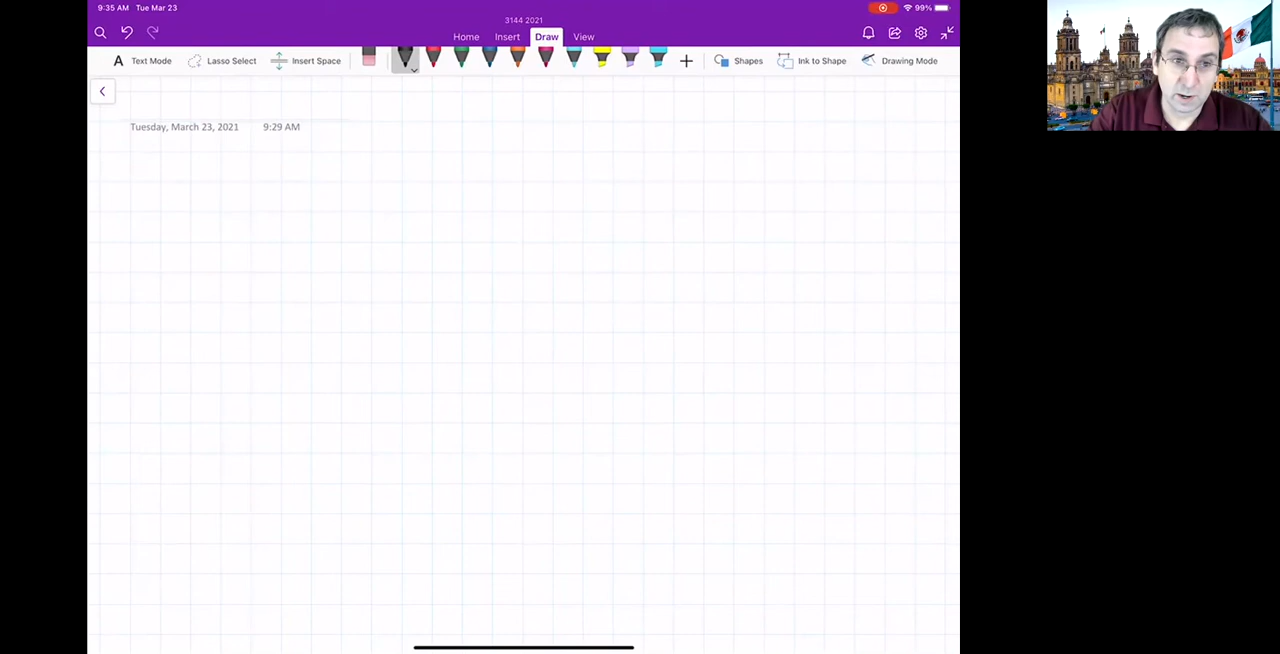 9:35 AM Tue Mar 23
99%
3144 2021
Home Insert Draw View
A Text Mode Lasso Select Insert Space Shapes Ink to Shape Drawing Mode
Tuesday, March 23, 2021 9:29 AM